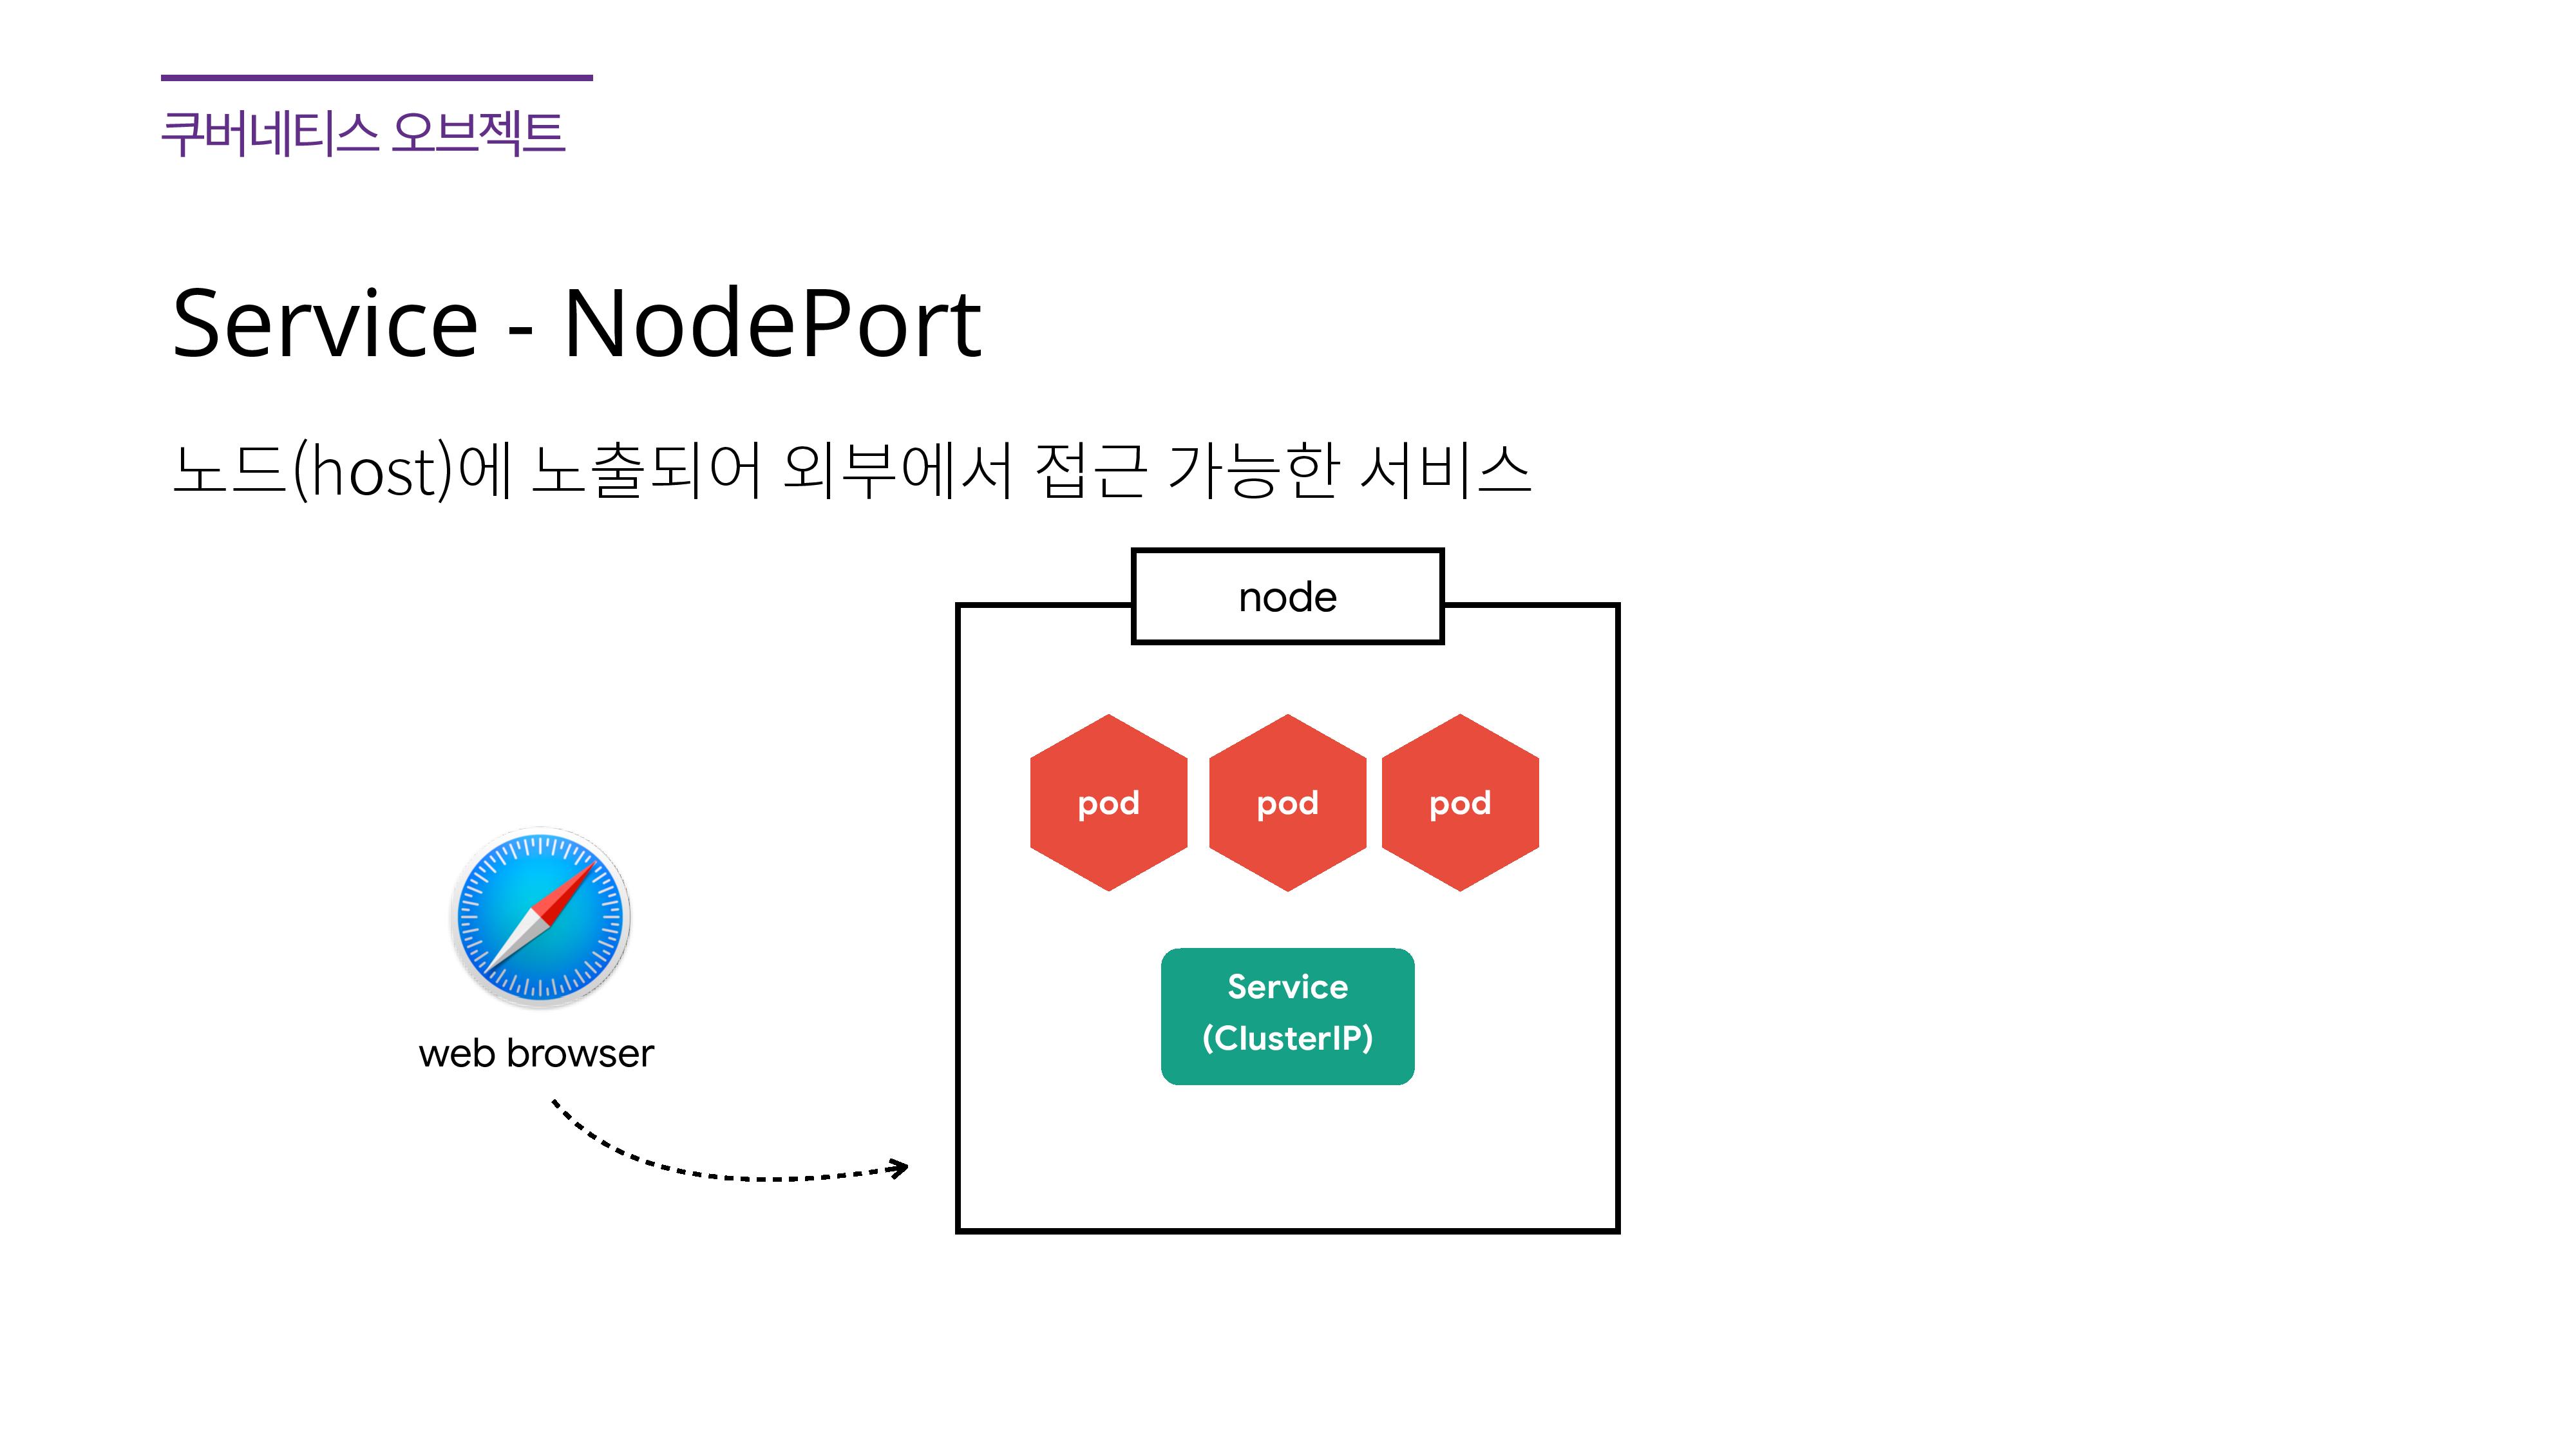 쿠버네티스 오브젝트
Service - NodePort
노드(host)에 노출되어 외부에서 접근 가능한 서비스
node
pod pod pod
Service
(ClusterIP)
web browser